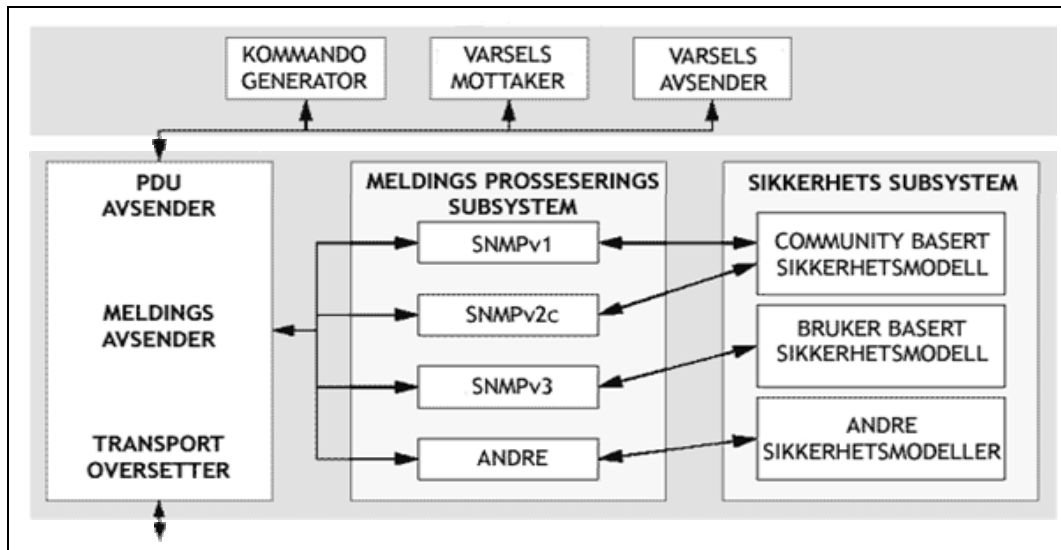 KOMMANDO
GENERATOR
VARSELS
MOTTAKER
VARSELS
AVSENDER
PDU
AVSENDER
MELDINGS
AVSENDER
TRANSPORT
OVERSETTER
MELDINGS PROSSESERINGS
SUBSYSTEM
SNMPv1
SNMPv2c
SNMPv3
ANDRE
SIKKERHETS SUBSYSTEM
COMMUNITY BASERT
SIKKERHETSMODELL
BRUKER BASERT
SIKKERHETSMODELL
ANDRE
SIKKERHETSMODELLER